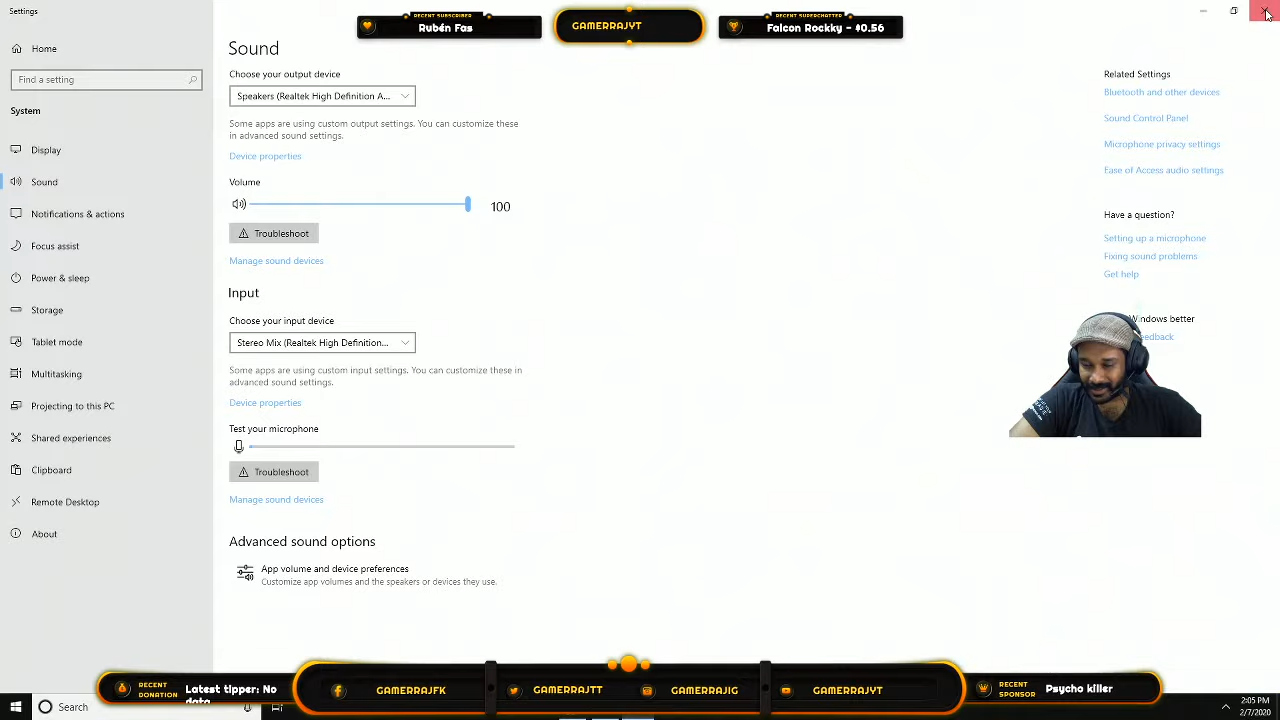 Settings
Home
Find a setting
System
Display
Sound
Notifications & actions
Focus assist
Power & sleep
Storage
Tablet mode
Multitasking
Projecting to this PC
Shared experiences
Clipboard
Remote Desktop
About
RECENT SUBSCRIBER
Rubén Fas
GAMERRAJYT
RECENT SUPERCHATTER
Falcon Rockky - $0.56
Sound
Choose your output device
Speakers (Realtek High Definition A...
Some apps are using custom output settings. You can customize these
in advanced sound settings.
Device properties
Volume
100
Troubleshoot
Manage sound devices
Input
Choose your input device
Stereo Mix (Realtek High Definition...
Some apps are using custom input settings. You can customize these in
advanced sound settings.
Device properties
Test your microphone
Troubleshoot
Manage sound devices
Advanced sound options
App volume and device preferences
Customize app volumes and the speakers or devices they use.
Related Settings
Bluetooth and other devices
Sound Control Panel
Microphone privacy settings
Ease of Access audio settings
Have a question?
Setting up a microphone
Fixing sound problems
Get help
Windows better
RECENT
DONATION
Latest tipper: No
data
GAMERRAJFK
GAMERRAJTT
GAMERRAJIG
GAMERRAJYT
RECENT
SPONSOR
Psycho killer
Search
2:05 PM
2/7/2020